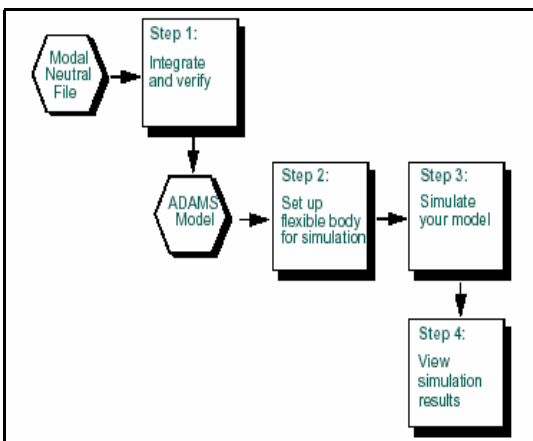 Modal
Neutral
File
Step 1:
Integrate
and verify
ADAMS
Model
Step 2:
Set up
flexible body
for simulation
Step 3:
Simulate
your model
Step 4:
View
simulation
results